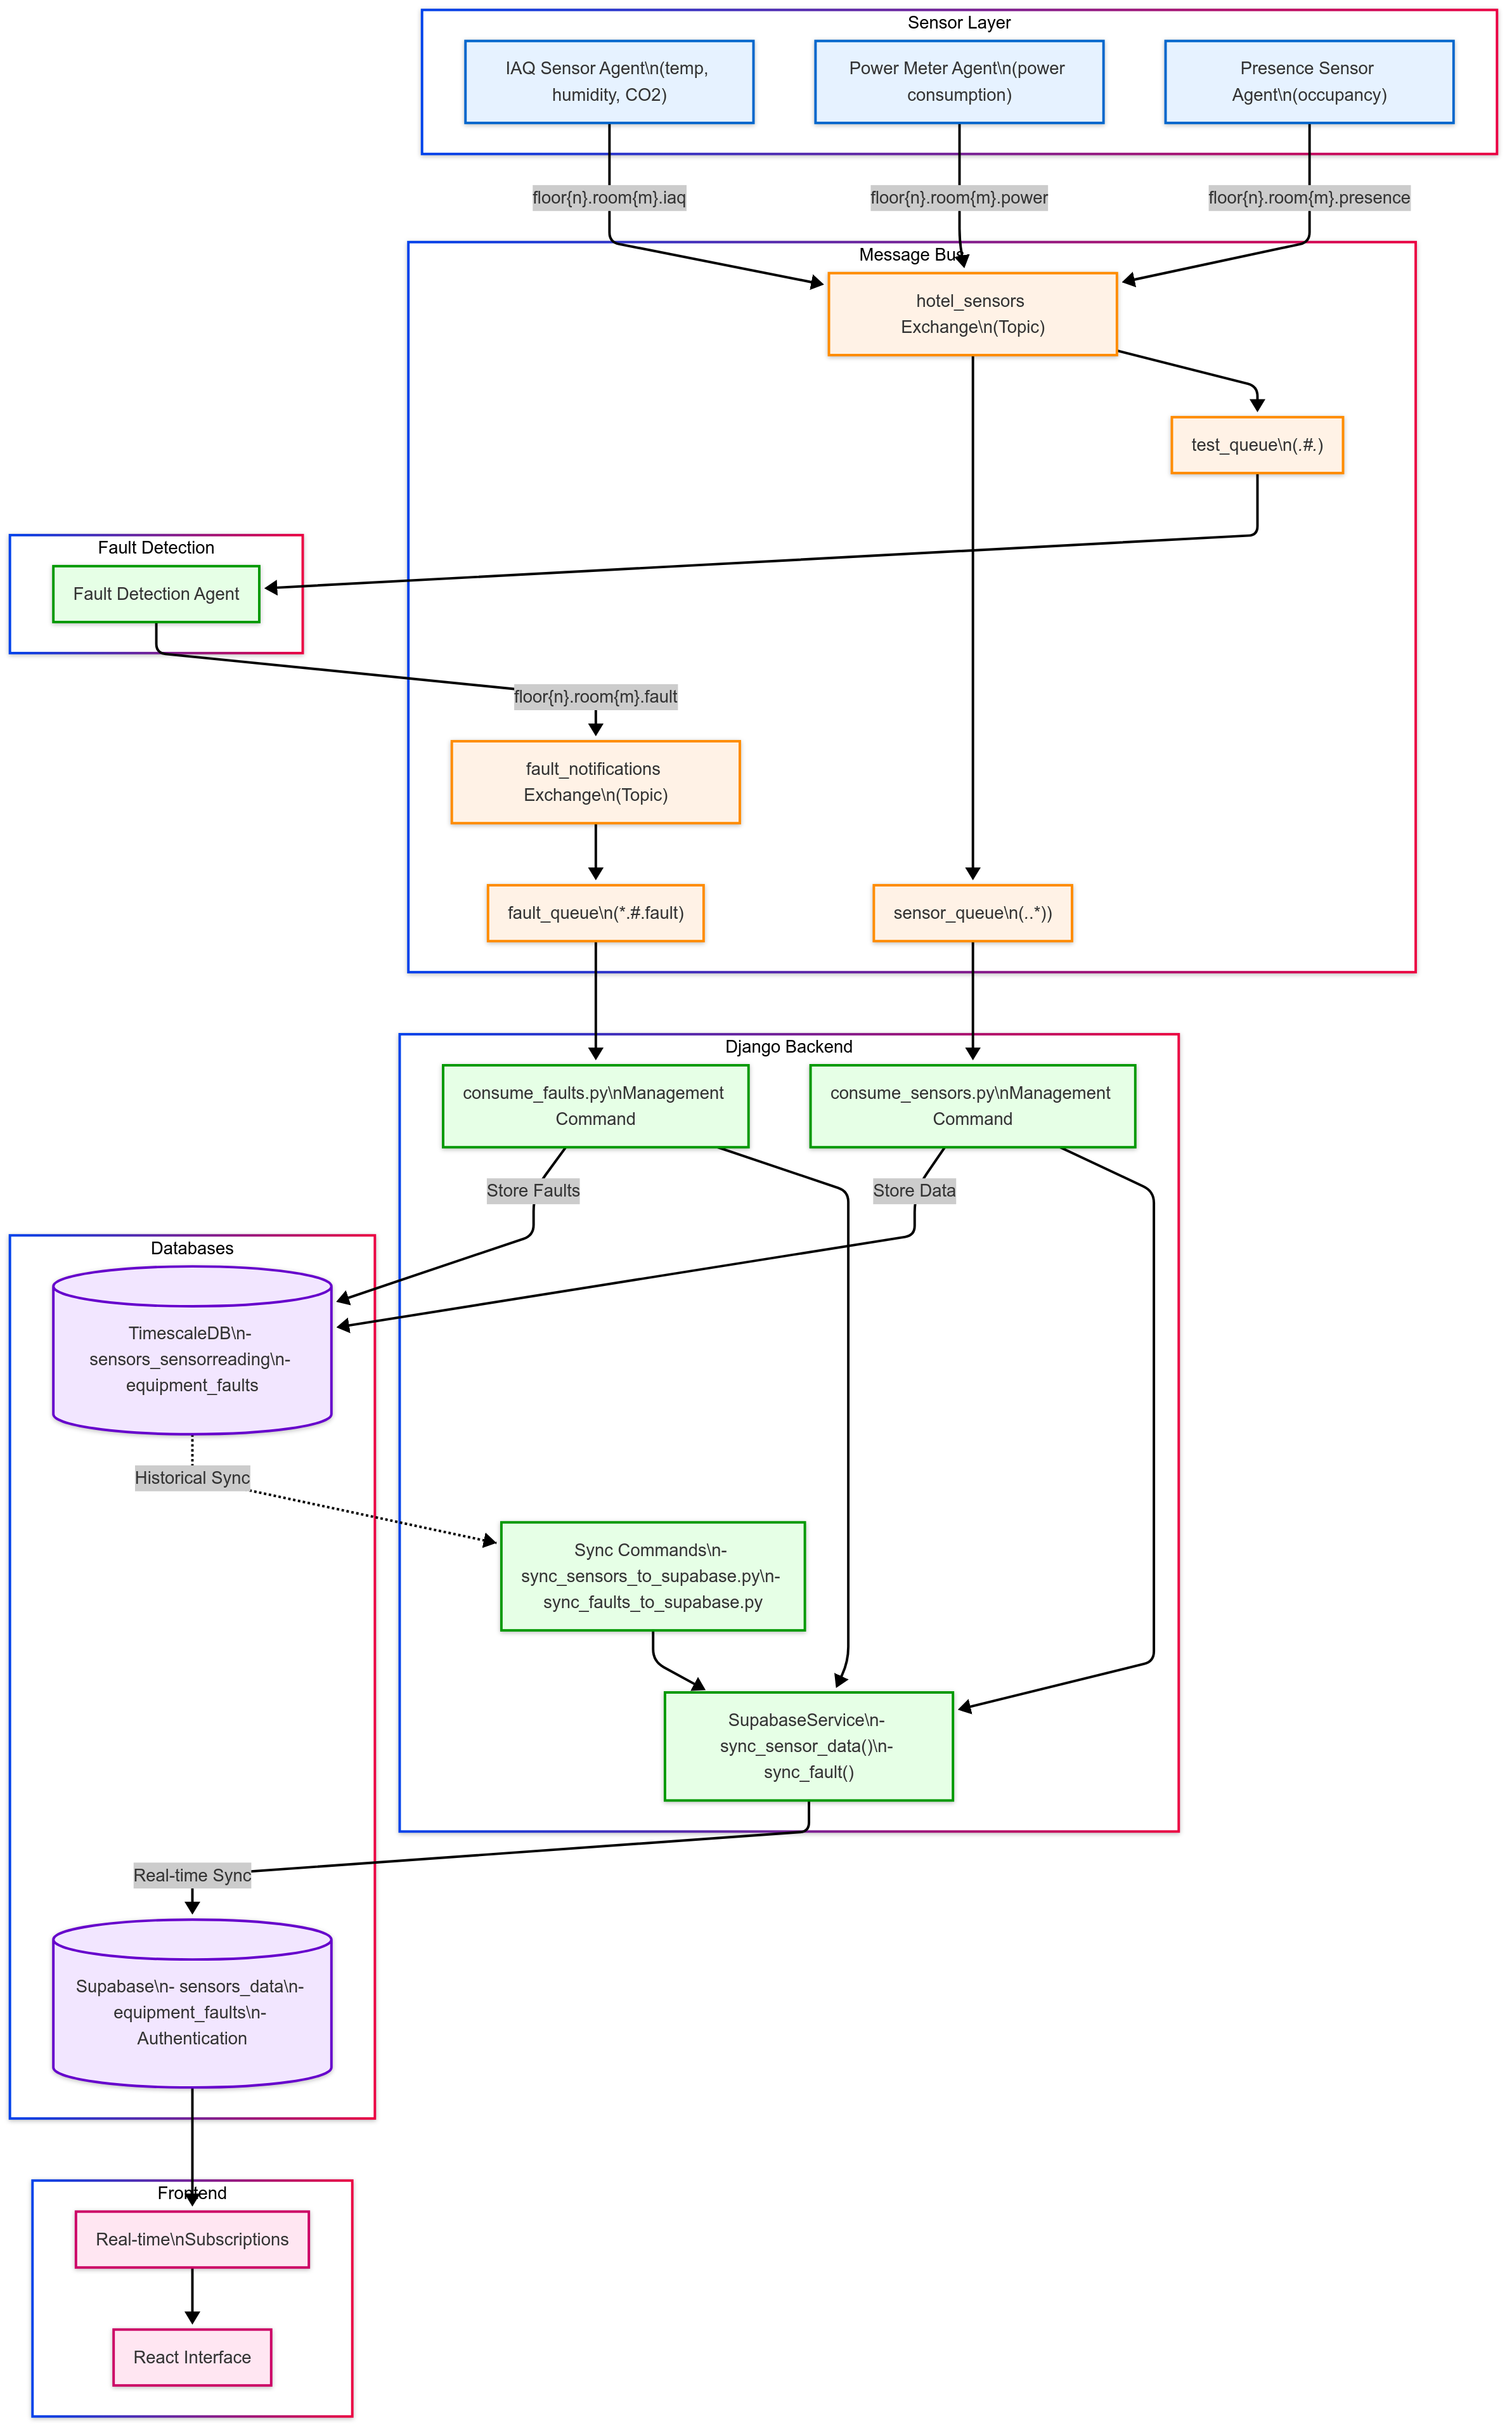 Sensor Layer
IAQ Sensor Agent\n(temp,
humidity, CO2)
Power Meter Agent\n(power
consumption)
Presence Sensor
Agent\n(occupancy)
floor{n}.room{m}.iaq
floor{n}.room{m}.power
floor{n}.room{m}.presence
Message Bus
hotel_sensors
Exchange\n(Topic)
test_queue\n(.#.)
Fault Detection
Fault Detection Agent
floor{n}.room{m}.fault
fault_notifications
Exchange\n(Topic)
fault_queue\n(*.#.fault)
sensor_queue\n(..*))
Django Backend
consume_faults.py\nManagement
Command
consume_sensors.py\nManagement
Command
Store Faults
Store Data
Databases
TimescaleDB\n-
sensors_sensorreading\n-
equipment_faults
Historical Sync
Sync Commands\n-
sync_sensors_to_supabase.py\n-
sync_faults_to_supabase.py
SupabaseService\n-
sync_sensor_data()\n-
sync_fault()
Real-time Sync
Supabase\n- sensors_data\n-
equipment_faults\n-
Authentication
Frontend
Real-time\nSubscriptions
React Interface